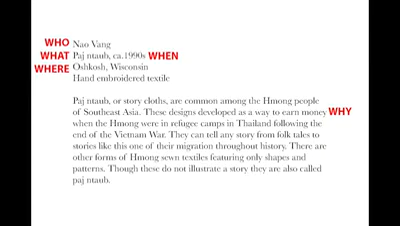 WHO Nao Vang
WHAT Paj ntaub, ca.1990s WHEN
WHERE Oshkosh, Wisconsin
Hand embroidered textile
Paj ntaub, or story cloths, are common among the Hmong people
of Southeast Asia. These designs developed as a way to earn money WHY
when the Hmong were in refugee camps in Thailand following the
end of the Vietnam War. They can tell any story from folk tales to
stories like this one of their migration throughout history. There are
other forms of Hmong sewn textiles featuring only shapes and
patterns. Though these do not illustrate a story they are also called
paj ntaub.